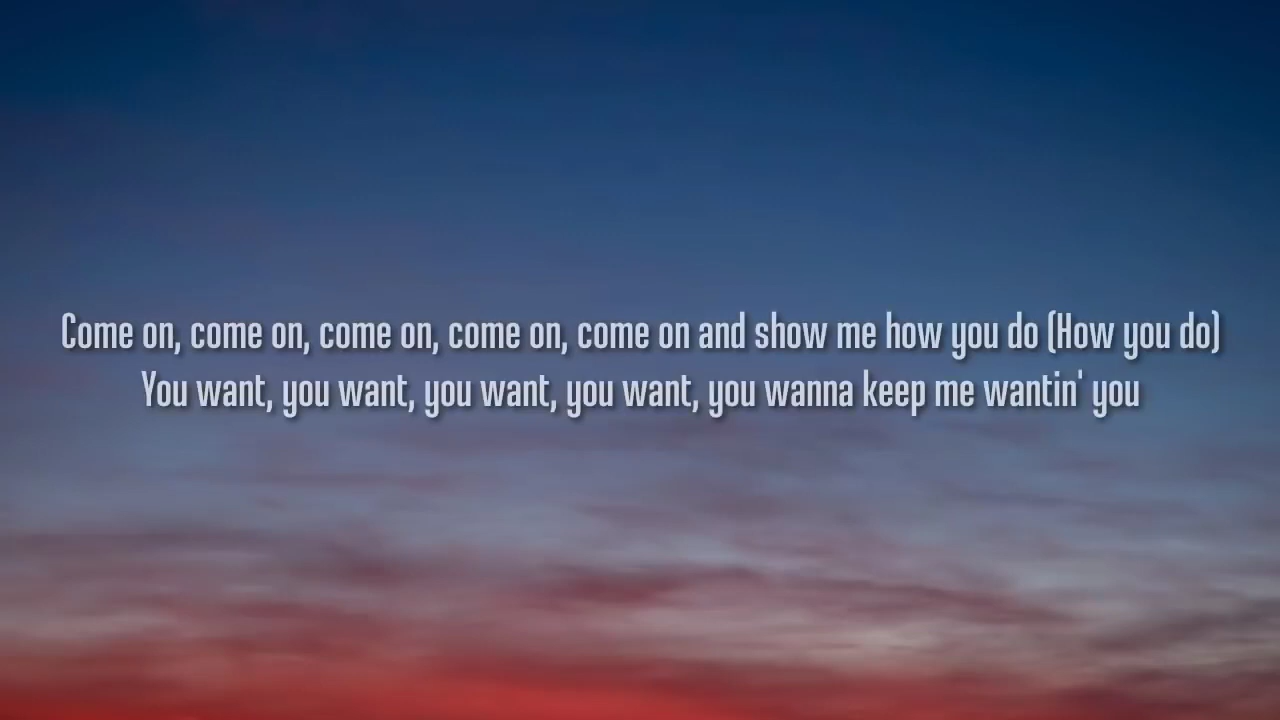 Come on, come on, come on, come on, come on and show me how you do (How you do)
You want, you want, you want, you want, you wanna keep me wantin' you